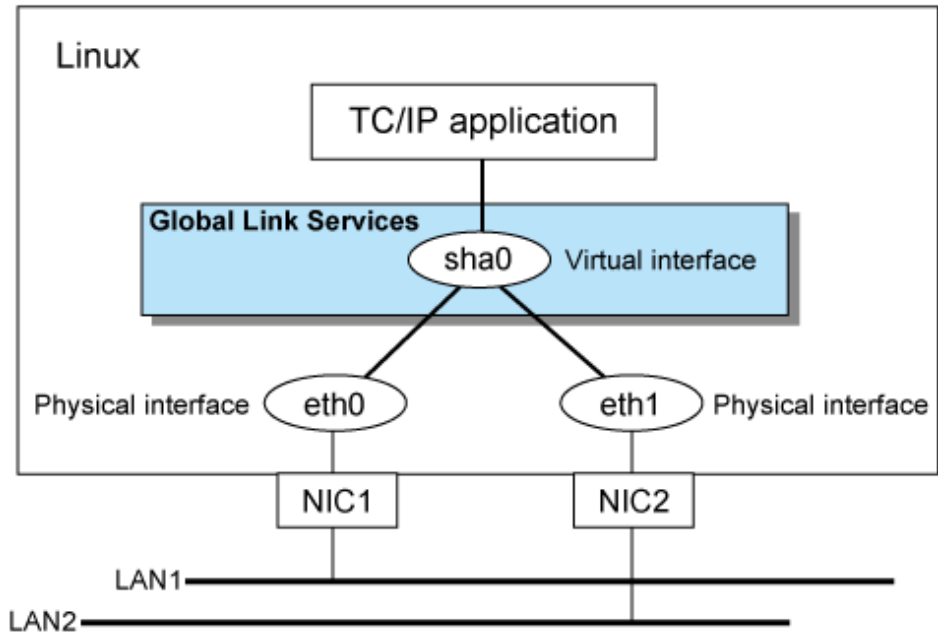 Linux
TC/IP application
Global Link Services
sha0
Virtual interface
Physical interface
eth0
eth1
Physical interface
NIC1
NIC2
LAN1
LAN2